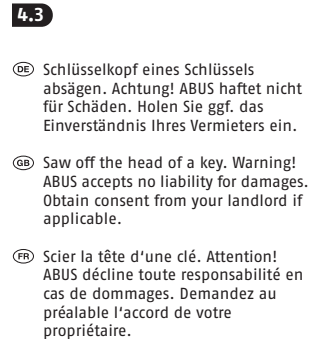 4.3
DE Schlüsselkopf eines Schlüssels
absägen. Achtung! ABUS haftet nicht
für Schäden. Holen Sie ggf. das
Einverständnis Ihres Vermieters ein.
GB Saw off the head of a key. Warning!
ABUS accepts no liability for damages.
Obtain consent from your landlord if
applicable.
FR Scier la tête d'une clé. Attention!
ABUS décline toute responsabilité en
cas de dommages. Demandez au
préalable l'accord de votre
propriétaire.